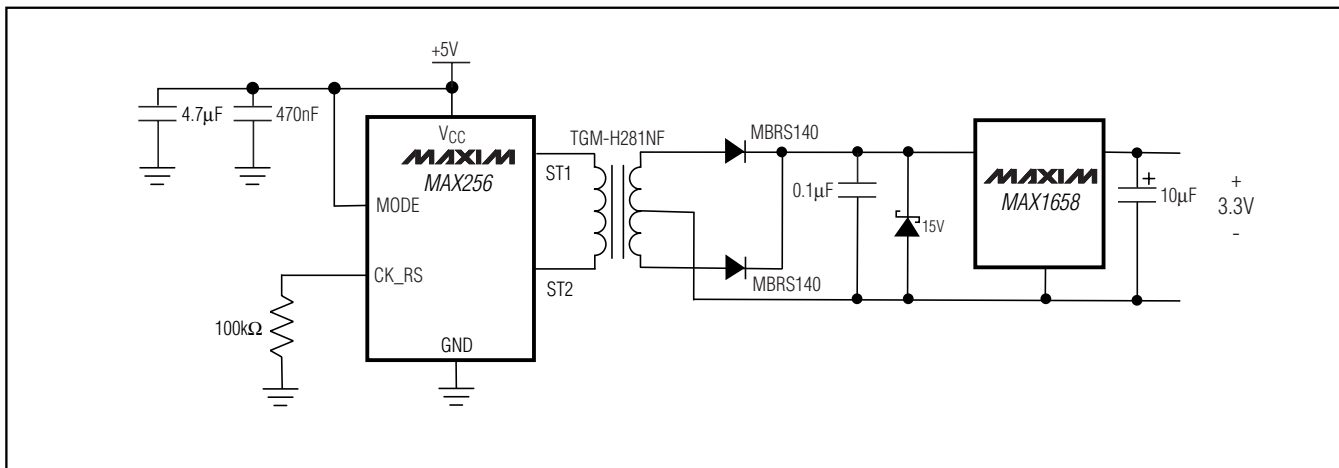 +5V
4.7µF
470nF
VCC
MAXIM
MAX256
MODE
CK_RS
100kΩ
GND
ST1
ST2
TGM-H281NF
MBRS140
MBRS140
0.1µF
15V
MAXIM
MAX1658
+
10µF
+
3.3V
-